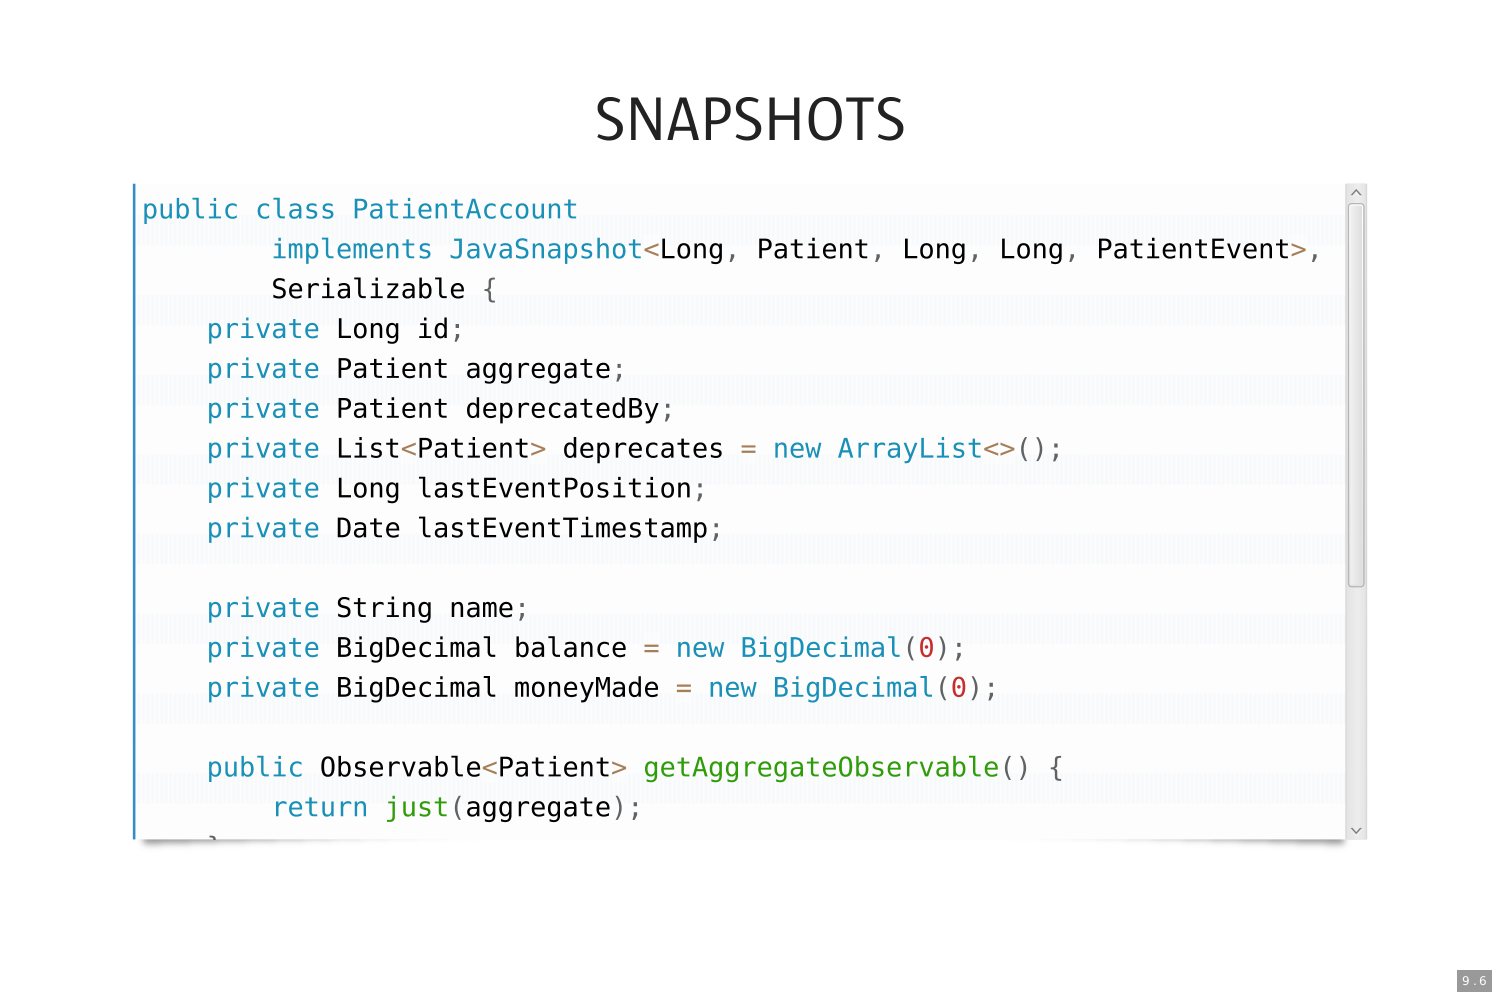 SNAPSHOTS
public class PatientAccount
        implements JavaSnapshot<Long, Patient, Long, Long, PatientEvent>,
        Serializable {
    private Long id;
    private Patient aggregate;
    private Patient deprecatedBy;
    private List<Patient> deprecates = new ArrayList<>();
    private Long lastEventPosition;
    private Date lastEventTimestamp;

    private String name;
    private BigDecimal balance = new BigDecimal(0);
    private BigDecimal moneyMade = new BigDecimal(0);

    public Observable<Patient> getAggregateObservable() {
        return just(aggregate);
9.6